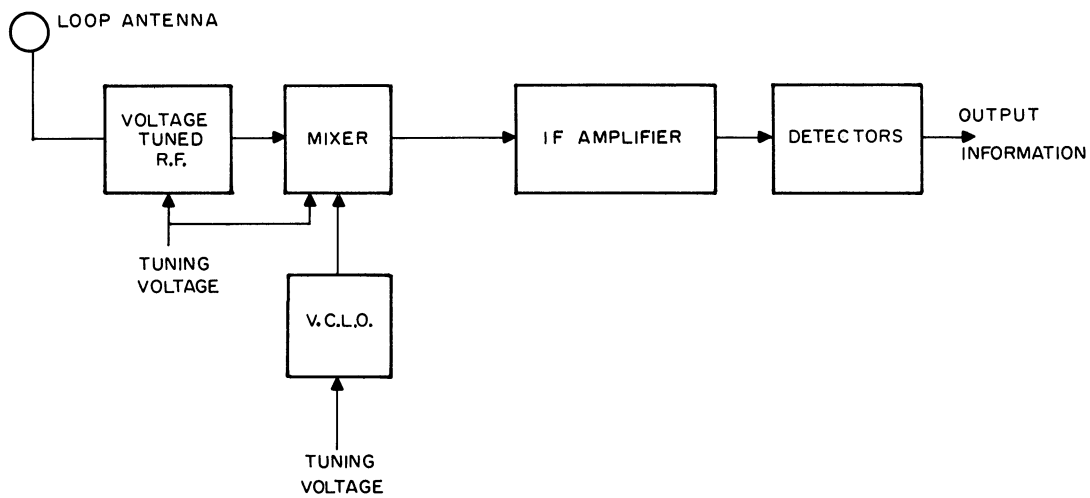 LOOP ANTENNA
VOLTAGE
TUNED
R.F.
MIXER
IF AMPLIFIER
DETECTORS
OUTPUT
INFORMATION
TUNING
VOLTAGE
V.C.L.O.
TUNING
VOLTAGE